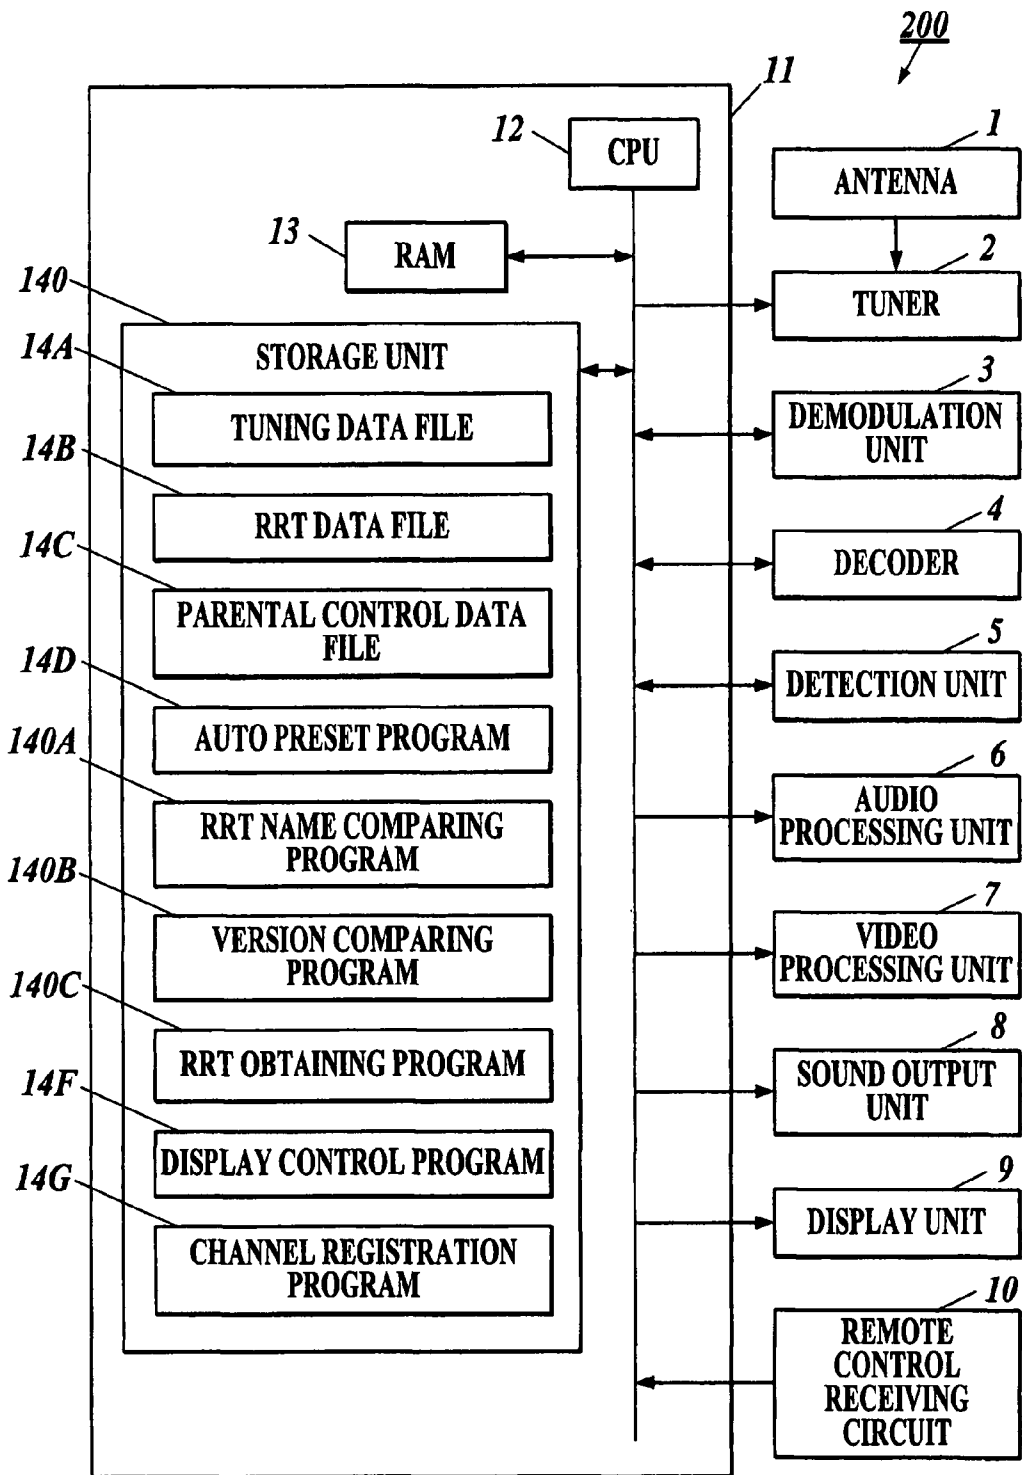 200
11
12
CPU
1
ANTENNA
13
RAM
2
TUNER
140
STORAGE UNIT
14A
TUNING DATA FILE
3
DEMODULATION
UNIT
14B
RRT DATA FILE
4
DECODER
14C
PARENTAL CONTROL DATA
FILE
5
DETECTION UNIT
14D
AUTO PRESET PROGRAM
6
AUDIO
PROCESSING UNIT
140A
RRT NAME COMPARING
PROGRAM
7
VIDEO
PROCESSING UNIT
140B
VERSION COMPARING
PROGRAM
8
SOUND OUTPUT
UNIT
140C
RRT OBTAINING PROGRAM
14F
DISPLAY CONTROL PROGRAM
9
DISPLAY UNIT
14G
CHANNEL REGISTRATION
PROGRAM
10
REMOTE
CONTROL
RECEIVING
CIRCUIT